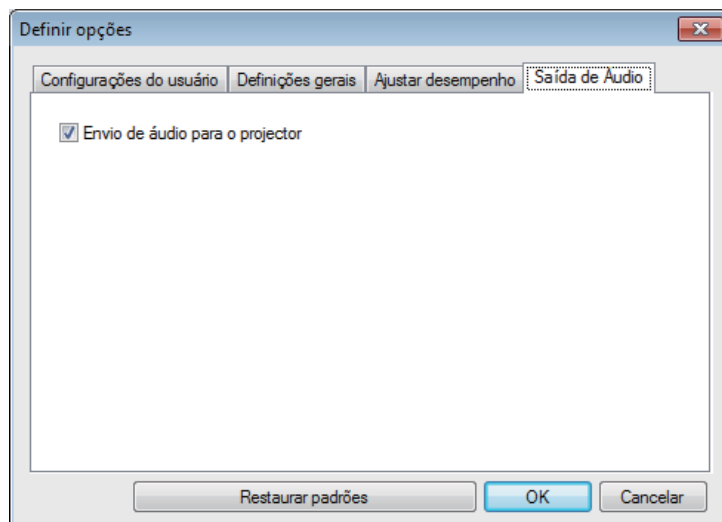 Definir opções
Configurações do usuário Definições gerais Ajustar desempenho Saída de Àudio
Envio de áudio para o projector
Restaurar padrões OK Cancelar